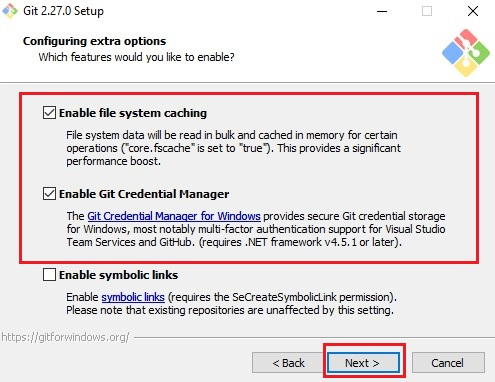 Git 2.27.0 Setup
Configuring extra options
Which features would you like to enable?
Enable file system caching
File system data will be read in bulk and cached in memory for certain
operations ("core.fscache" is set to "true"). This provides a significant
performance boost.
Enable Git Credential Manager
The Git Credential Manager for Windows provides secure Git credential storage
for Windows, most notably multi-factor authentication support for Visual Studio
Team Services and GitHub. (requires .NET framework v4.5.1 or later).
Enable symbolic links
Enable symbolic links (requires the SeCreateSymbolicLink permission).
Please note that existing repositories are unaffected by this setting.
https://gitforwindows.org/
< Back
Next >
Cancel